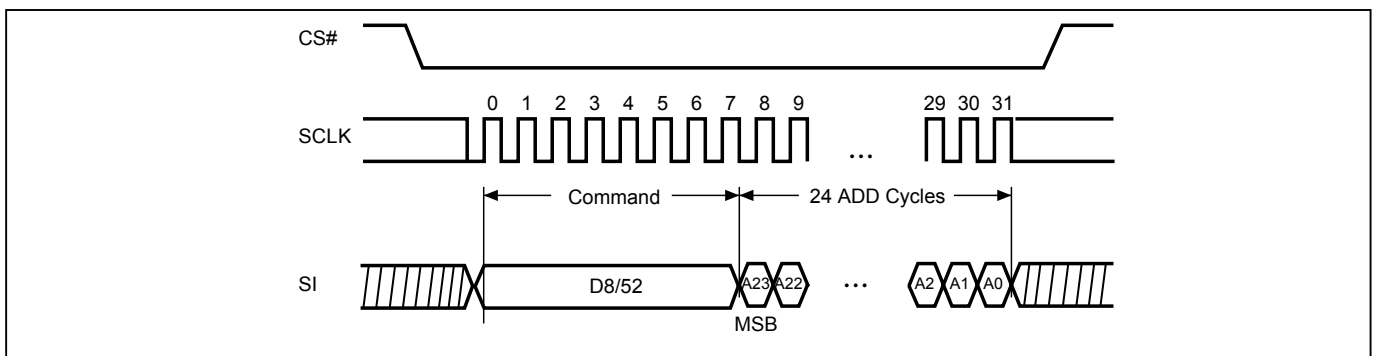 CS#
0 1 2 3 4 5 6 7 8 9 29 30 31
SCLK
...
Command
24 ADD Cycles
SI
D8/52
A23 A22
...
A2 A1 A0
MSB